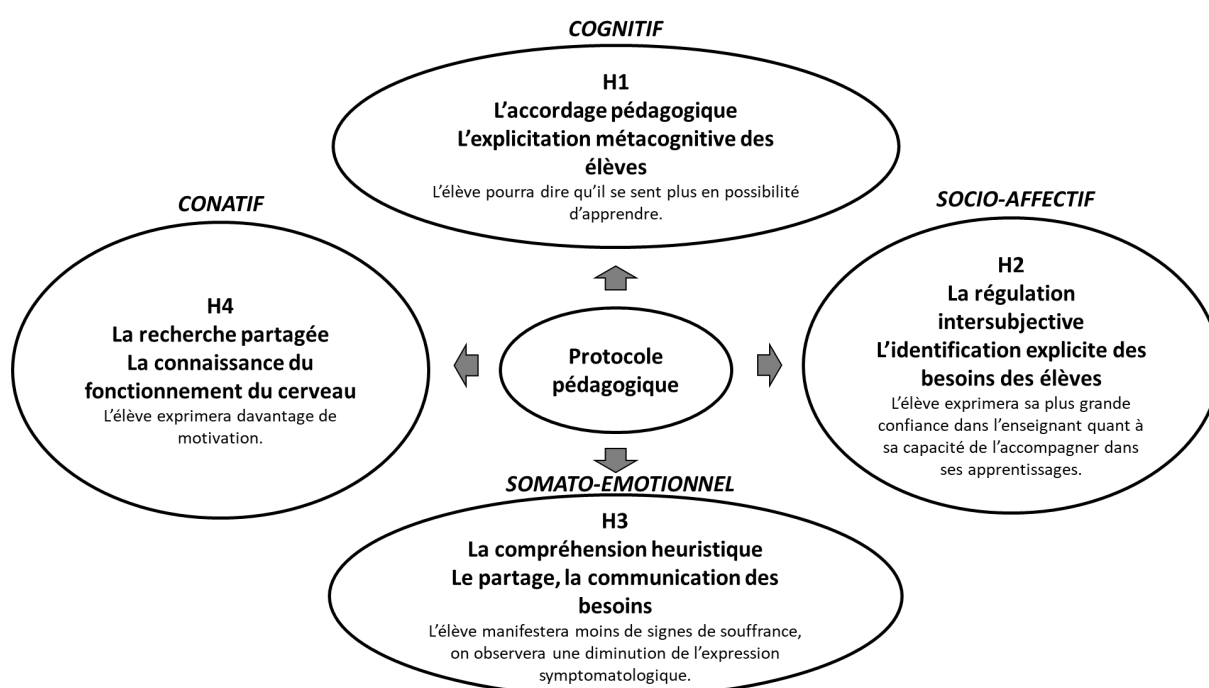 COGNITIF
H1
L'accordage pédagogique
L'explicitation métacognitive des
élèves
L'élève pourra dire qu'il se sent plus en possibilité
d'apprendre.
CONATIF
H4
La recherche partagée
La connaissance du
fonctionnement du cerveau
L'élève exprimera davantage de
motivation.
Protocole
pédagogique
SOCIO-AFFECTIF
H2
La régulation
intersubjective
L'identification explicite des
besoins des élèves
L'élève exprimera sa plus grande
confiance dans l'enseignant quant à
sa capacité de l'accompagner dans
ses apprentissages.
SOMATO-EMOTIONNEL
H3
La compréhension heuristique
Le partage, la communication des
besoins
L'élève manifestera moins de signes de souffrance,
on observera une diminution de l'expression
symptomatologique.